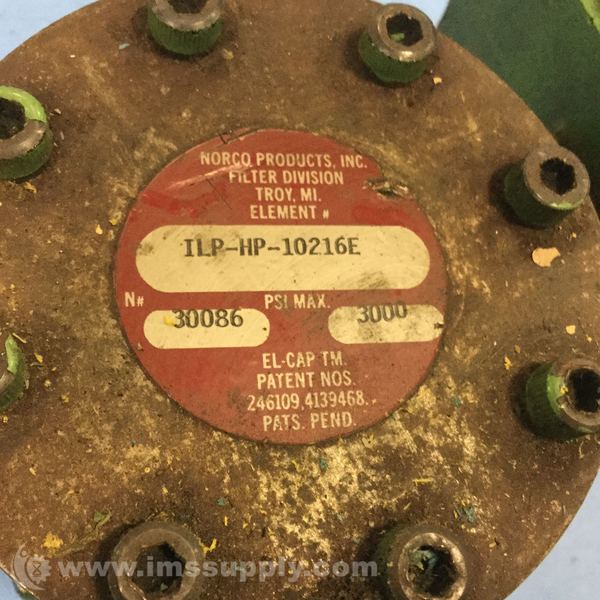 NORCO PRODUCTS, INC.
FILTER DIVISION
TROY, MI.
ELEMENT #
ILP-HP-10216E
N# PSI MAX.
30086 3000
EL-CAP TM.
PATENT NOS.
246109,4139468.
PATS. PEND.
www.imssupply.com